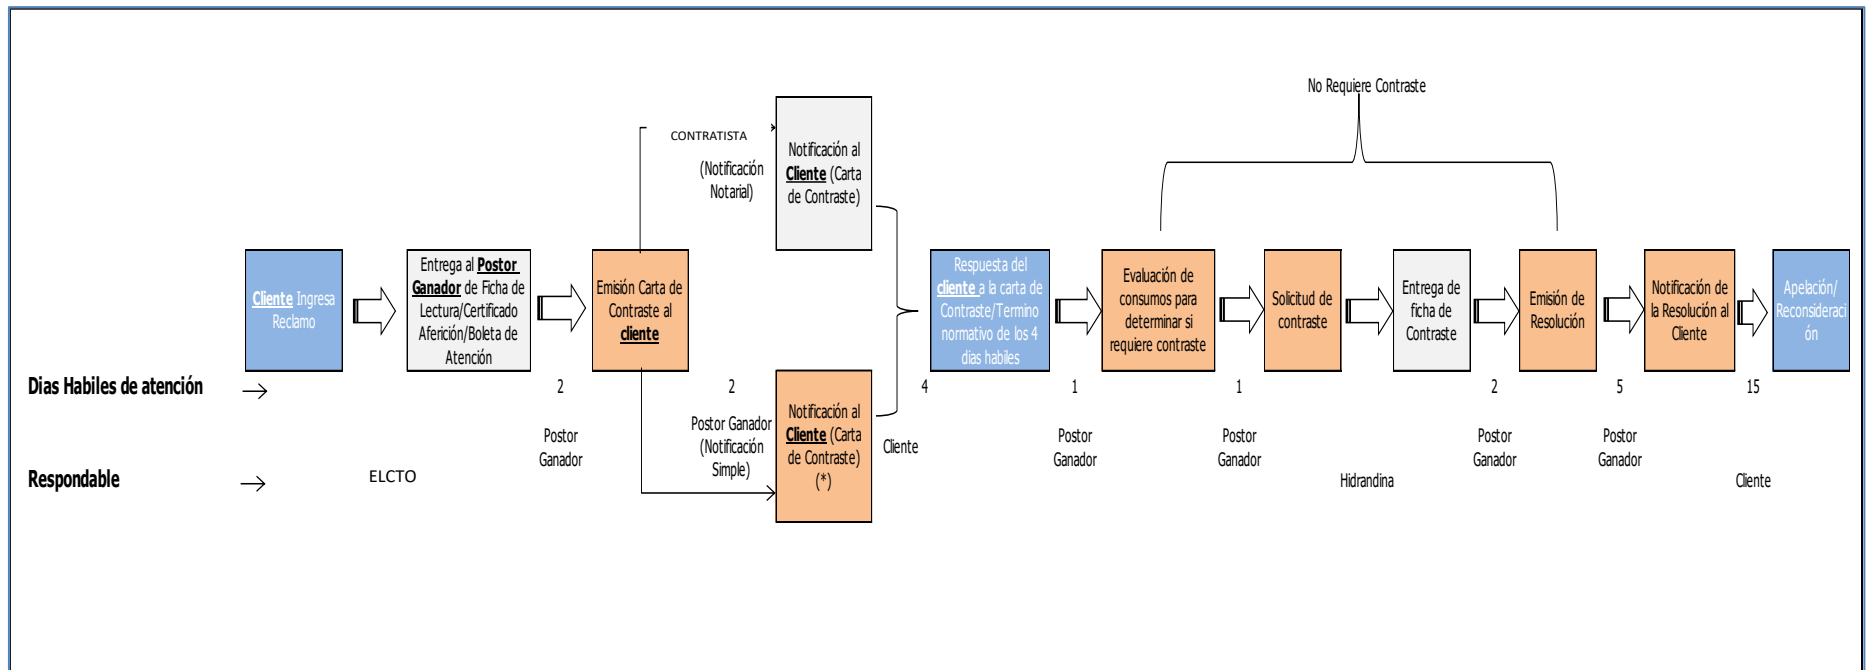 No Requiere Contraste
CONTRATISTA
(Notificación
Notarial)
Notificación al
Cliente (Carta
de Contraste)
Cliente Ingresa
Reclamo
Entrega al Postor
Ganador de Ficha de
Lectura/Certificado
Aferición/Boleta de
Atención
Emisión Carta de
Contraste al
cliente
Respuesta del
cliente a la carta de
Contraste/Termino
normativo de los 4
dias habiles
Evaluación de
consumos para
determinar si
requiere contraste
Solicitud de
contraste
Entrega de
ficha de
Contraste
Emisión de
Resolución
Notificación de
la Resolución al
Cliente
Apelación/
Reconsideraci
ón
Dias Habiles de atención
2
2
4
1
1
2
5
15
Notificación al
Cliente (Carta
de Contraste)
(*)
Respondable
ELCTO
Postor
Ganador
Postor Ganador
(Notificación
Simple)
Cliente
Postor
Ganador
Postor
Ganador
Hidrandina
Postor
Ganador
Postor
Ganador
Cliente